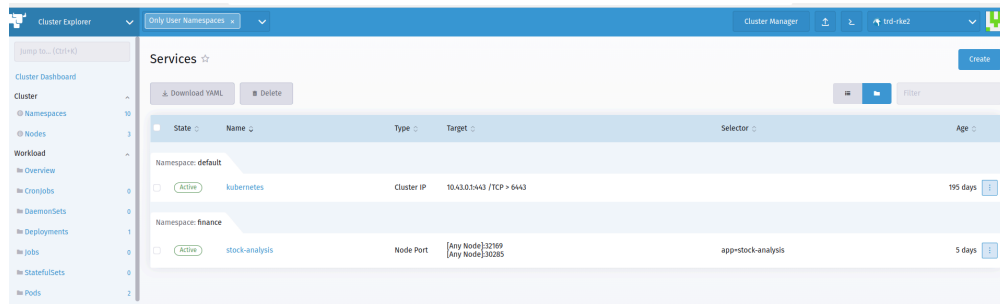 Cluster Explorer
Only User Namespaces ×
Cluster Manager
trd-rke2
Jump to... (Ctrl+K)
Services
Create
Cluster Dashboard
Download YAML
Delete
Filter
Cluster
Namespaces 10
Nodes 3
State Name Type Target Selector Age
Workload
Namespace: default
Overview
CronJobs 0
Active kubernetes Cluster IP 10.43.0.1:443 /TCP > 6443 195 days
DaemonSets 0
Namespace: finance
Deployments 1
Active stock-analysis Node Port [Any Node]:32169 app=stock-analysis 5 days
[Any Node]:30285
Jobs 0
StatefulSets 0
Pods 2